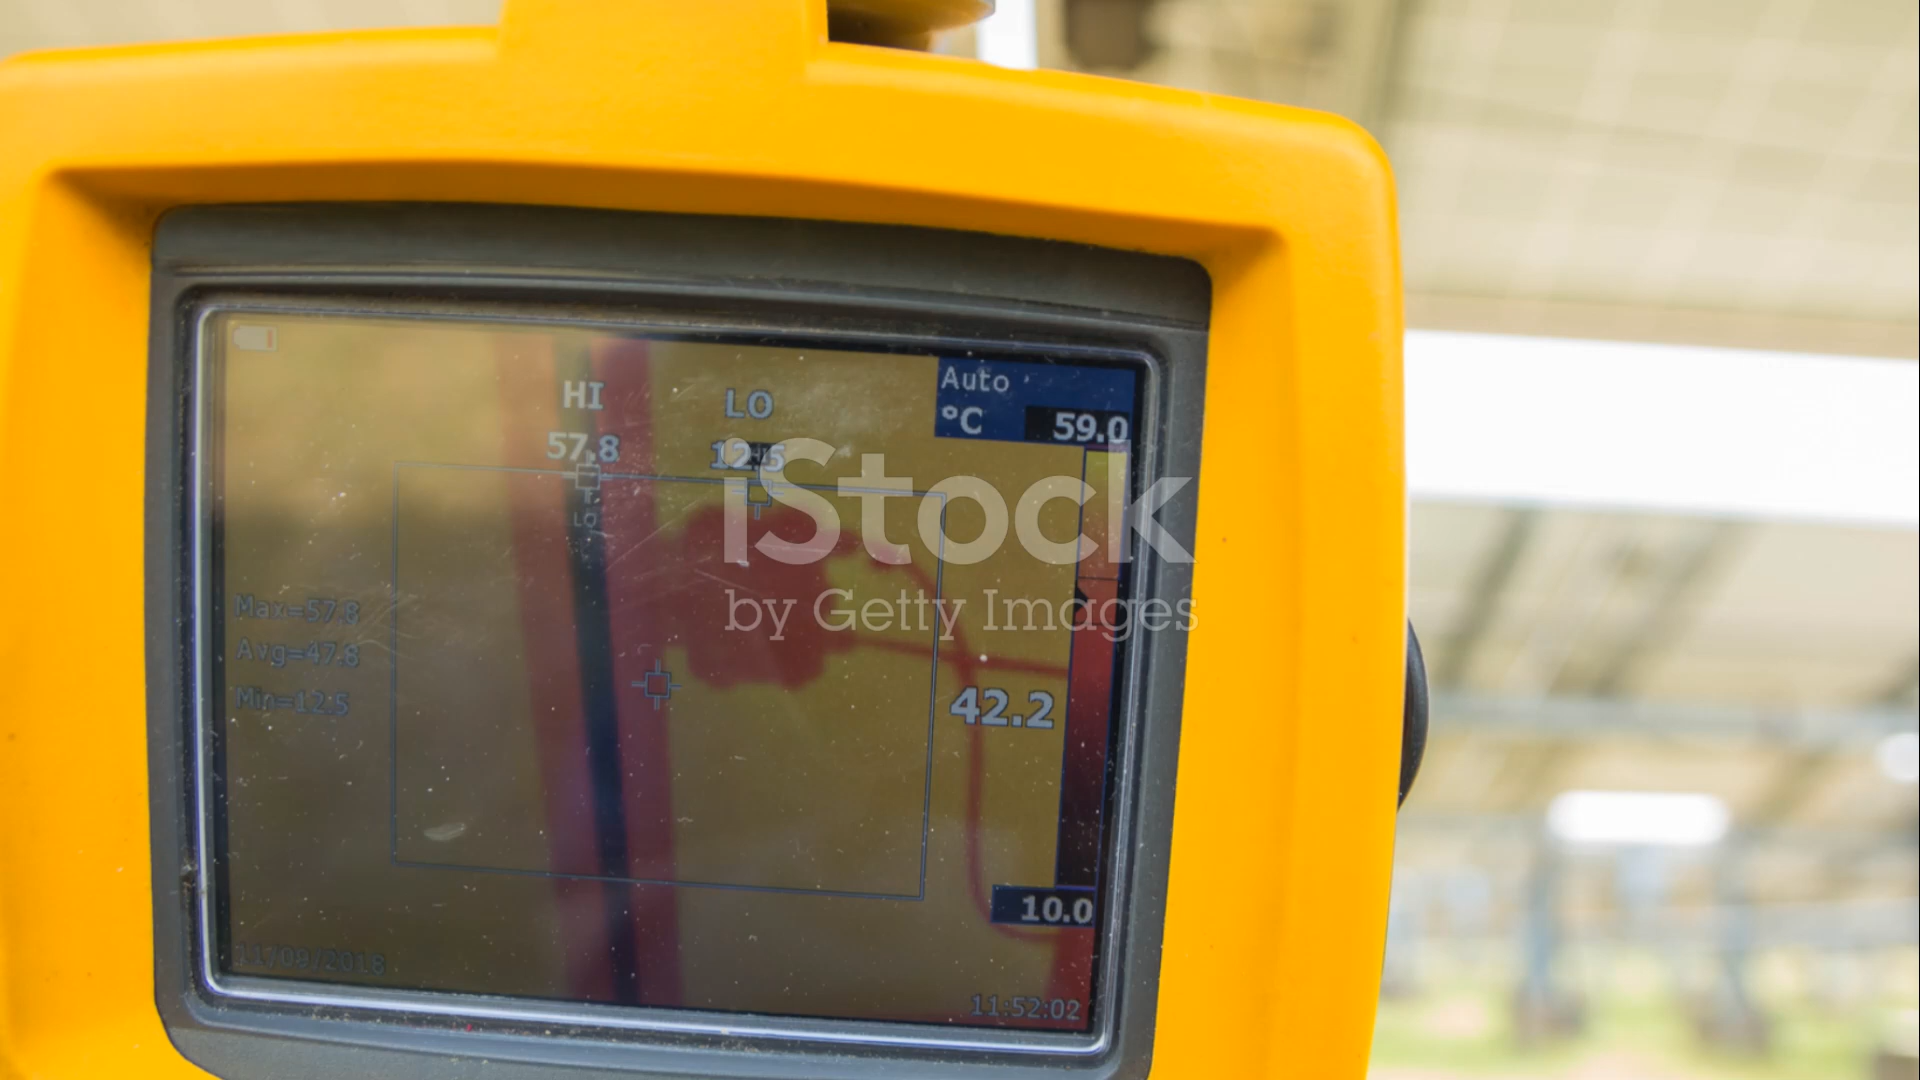 Auto
HI
LO
°C
59.0
57.8
12.5
iStock
LO
by Getty Images
Max=57.8
Avg=47.8
Min=12.5
42.2
10.0
11/09/2018
11:52:02